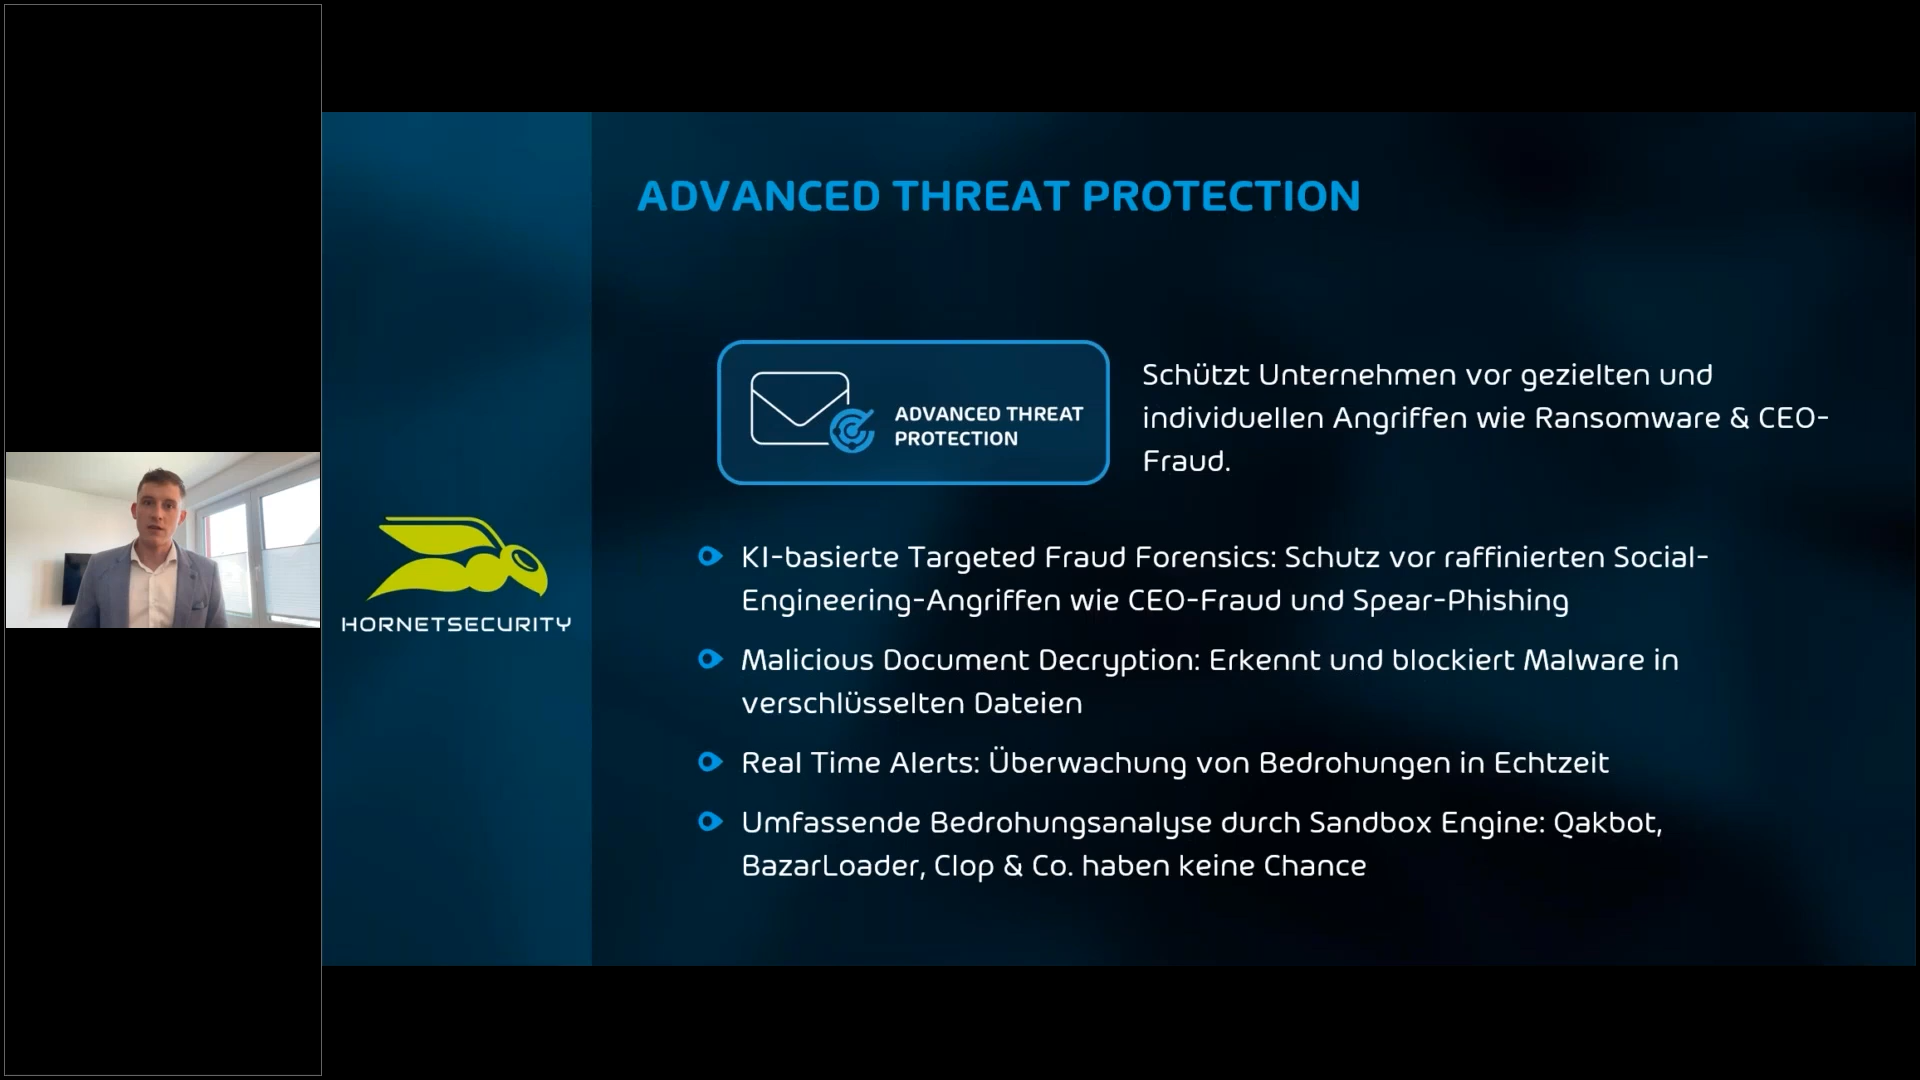 ADVANCED THREAT PROTECTION
ADVANCED THREAT
PROTECTION
Schützt Unternehmen vor gezielten und
individuellen Angriffen wie Ransomware & CEO-
Fraud.
HORNETSECURITY
KI-basierte Targeted Fraud Forensics: Schutz vor raffinierten Social-
Engineering-Angriffen wie CEO-Fraud und Spear-Phishing
Malicious Document Decryption: Erkennt und blockiert Malware in
verschlüsselten Dateien
Real Time Alerts: Überwachung von Bedrohungen in Echtzeit
Umfassende Bedrohungsanalyse durch Sandbox Engine: Qakbot,
BazarLoader, Clop & Co. haben keine Chance